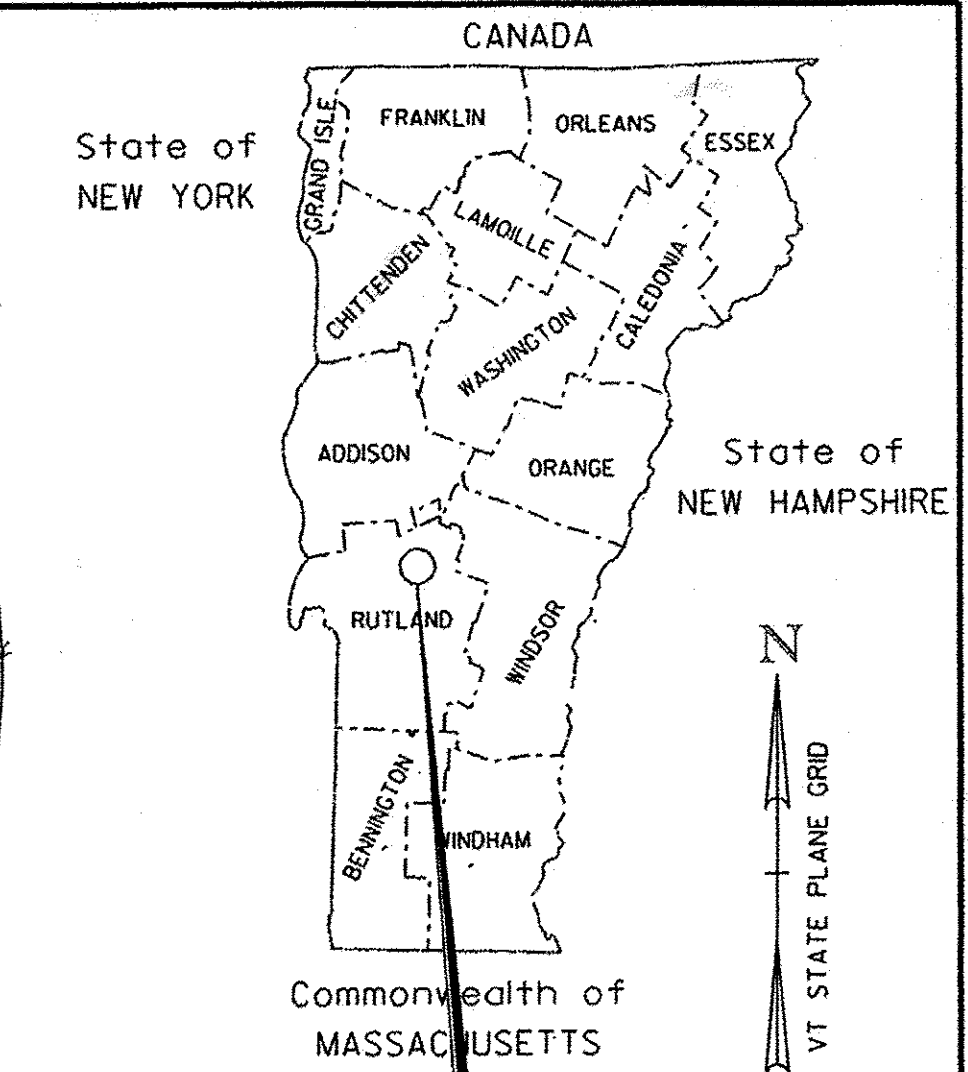 CANADA
State of
NEW YORK
GRAND ISLE
FRANKLIN
ORLEANS
ESSEX
LAMOILLE
CHITTENDEN
CALEDONIA
WASHINGTON
ADDISON
ORANGE
State of
NEW HAMPSHIRE
RUTLAND
WINDSOR
N
VT STATE PLANE GRID
BENNINGTON
WINDHAM
Commonwealth of
MASSACHUSETTS